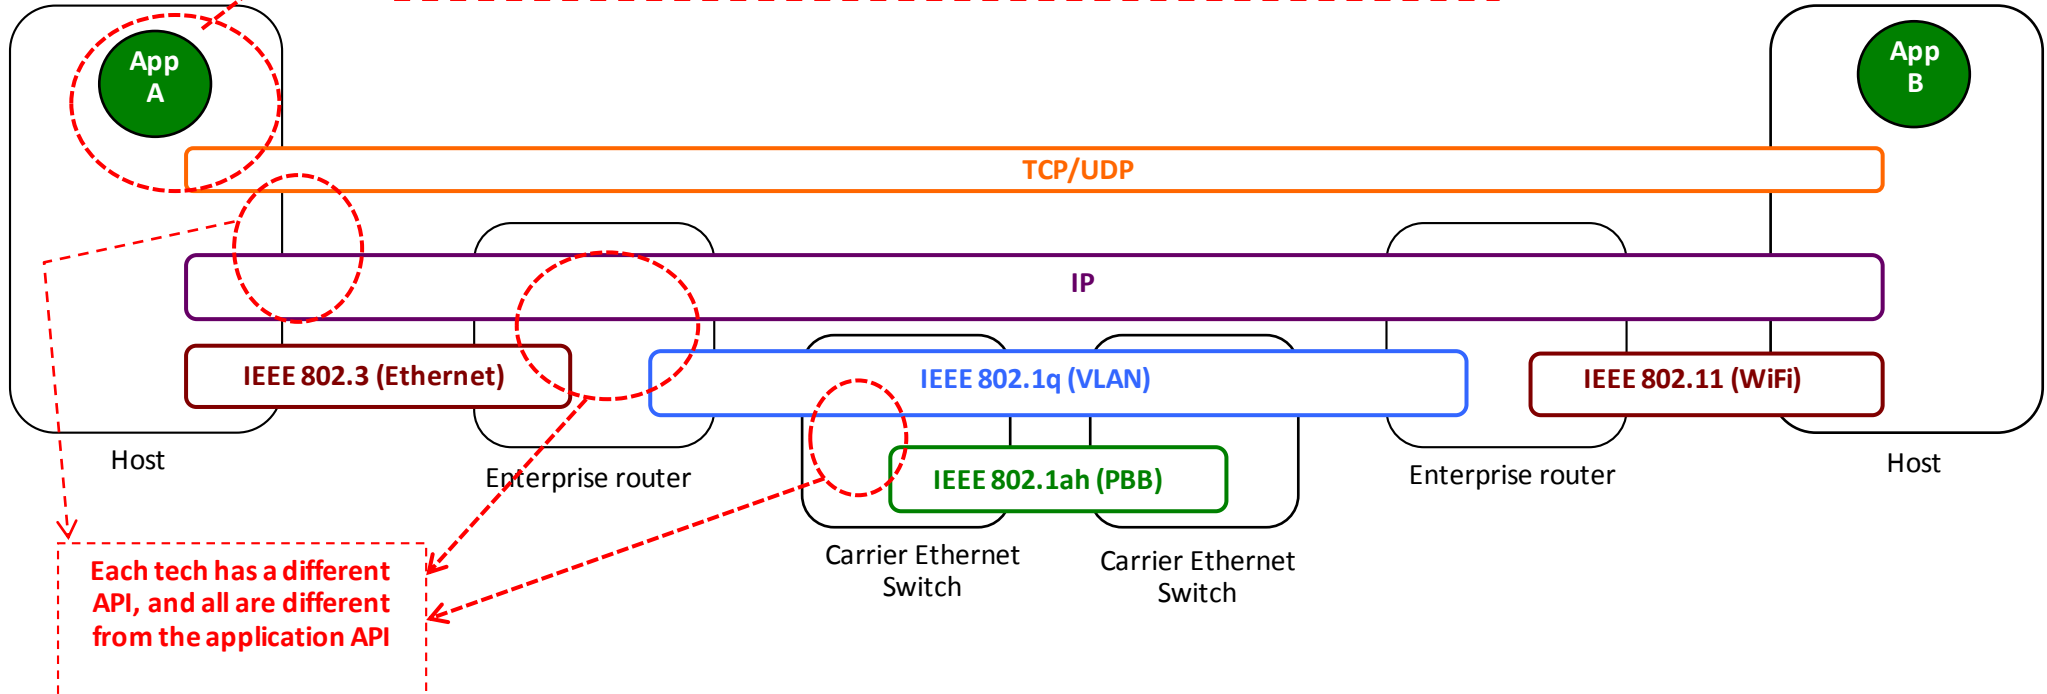 App
A
App
B
TCP/UDP
IP
IEEE 802.3 (Ethernet)
IEEE 802.1q (VLAN)
IEEE 802.11 (WiFi)
Host
Enterprise router
IEEE 802.1ah (PBB)
Enterprise router
Host
Carrier Ethernet
Switch
Carrier Ethernet
Switch
Each tech has a different
API, and all are different
from the application API